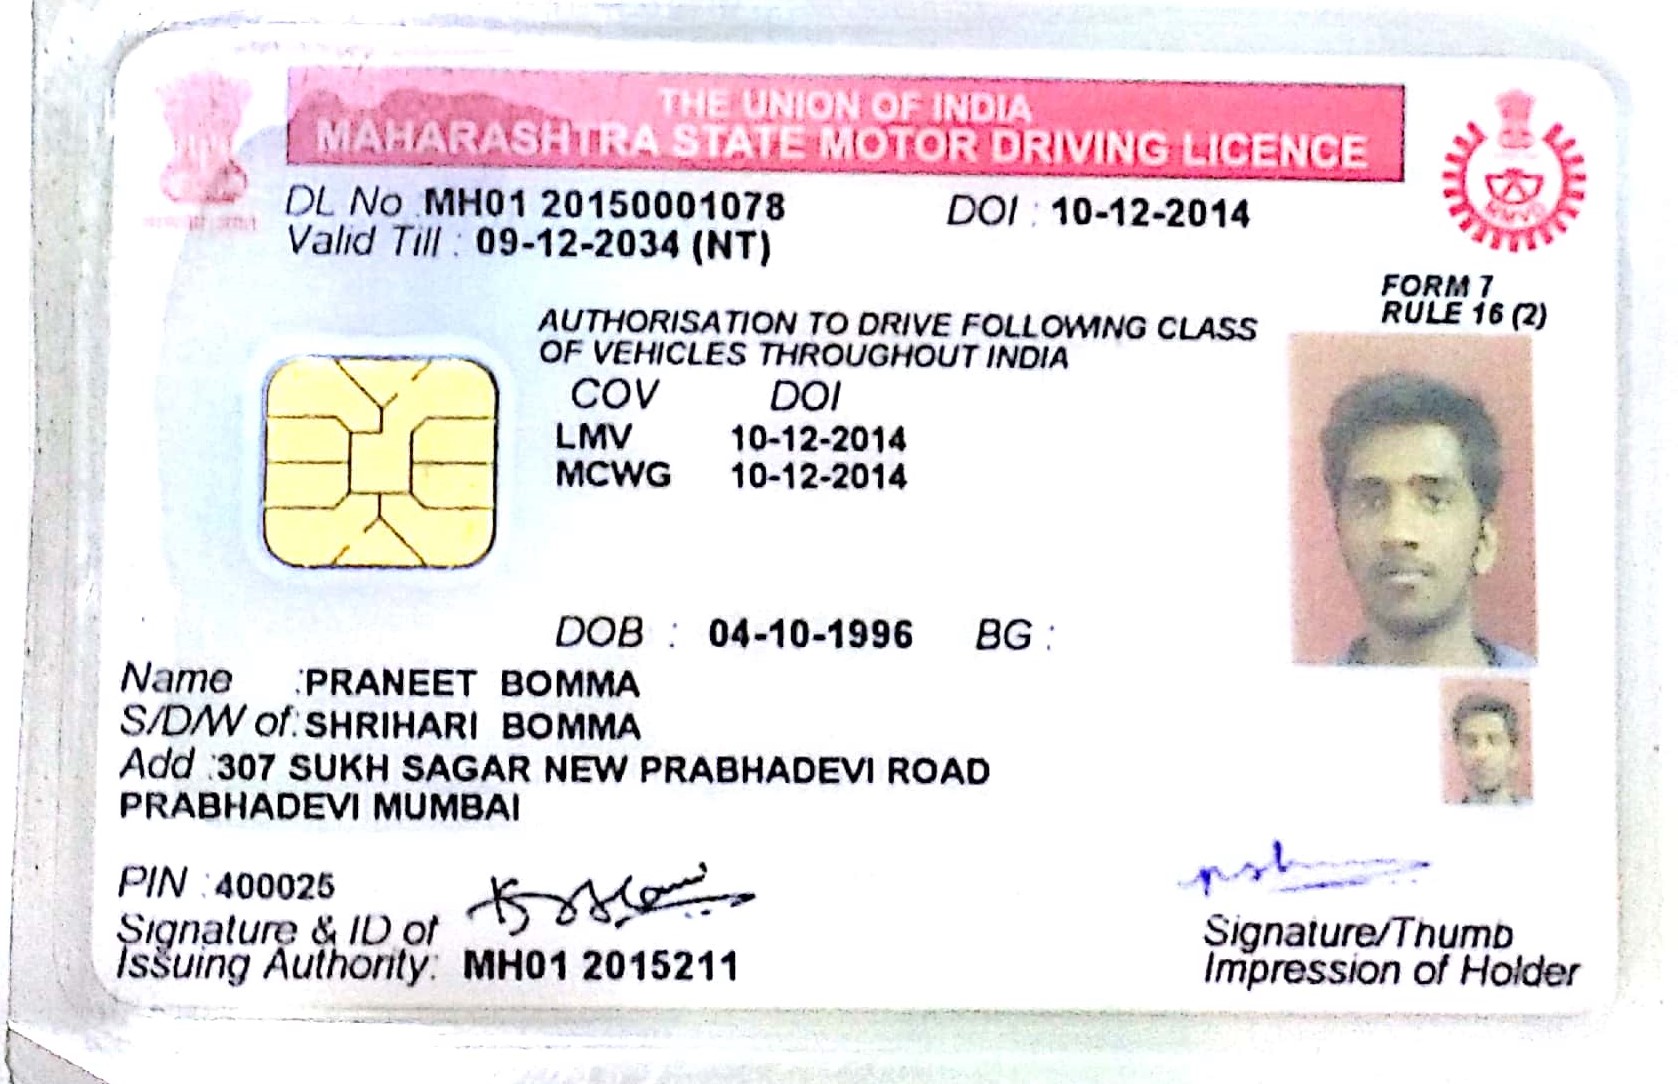 THE UNION OF INDIA
MAHARASHTRA STATE MOTOR DRIVING LICENCE
DL No MH01 20150001078 DOI : 10-12-2014
Valid Till : 09-12-2034 (NT)
FORM 7
RULE 16 (2)
AUTHORISATION TO DRIVE FOLLOWING CLASS
OF VEHICLES THROUGHOUT INDIA
COV DOI
LMV 10-12-2014
MCWG 10-12-2014
DOB : 04-10-1996 BG :
Name :PRANEET BOMMA
S/D/W of:SHRIHARI BOMMA
Add :307 SUKH SAGAR NEW PRABHADEVI ROAD
PRABHADEVI MUMBAI
PIN :400025
Signature & ID of
Issuing Authority: MH01 2015211
Signature/Thumb
Impression of Holder